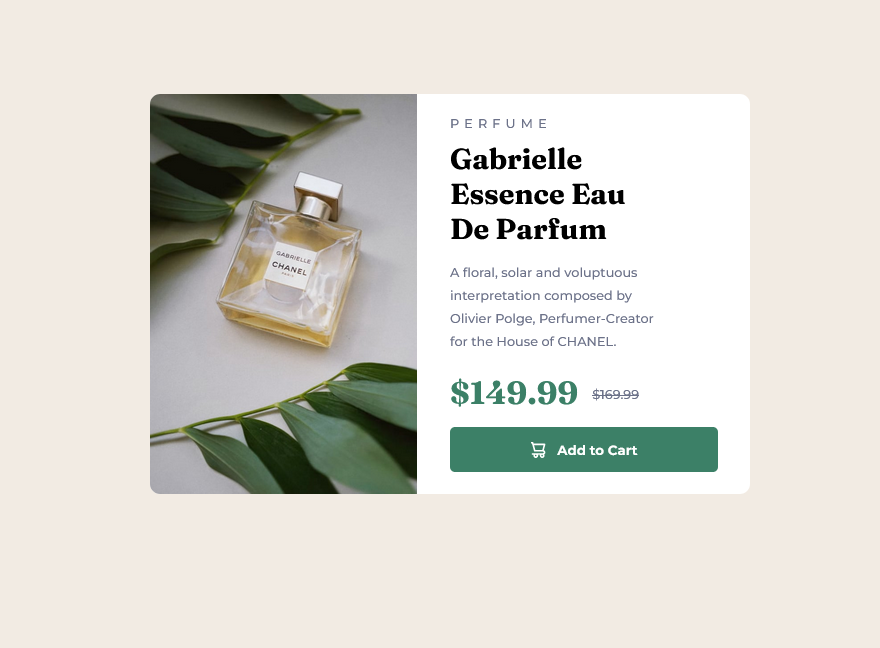 GABRIELLE
CHANEL
PARIS
PERFUME
Gabrielle
Essence Eau
De Parfum
A floral, solar and voluptuous
interpretation composed by
Olivier Polge, Perfumer-Creator
for the House of CHANEL.
$149.99 $169.99
Add to Cart